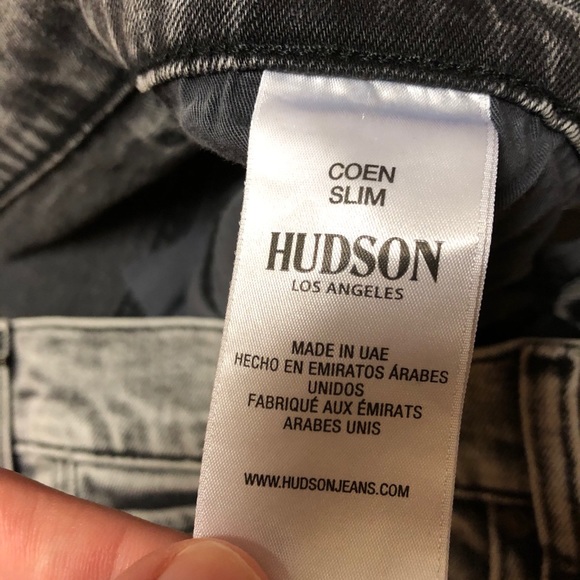 COEN
SLIM
HUDSON
LOS ANGELES
MADE IN UAE
HECHO EN EMIRATOS ÁRABES
UNIDOS
FABRIQUÉ AUX ÉMIRATS
ARABES UNIS
WWW.HUDSONJEANS.COM